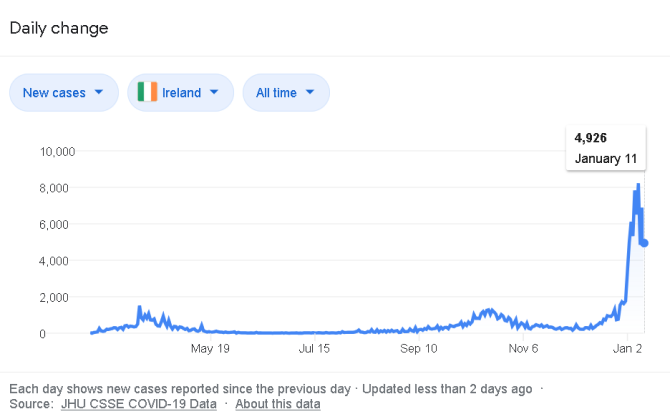 Daily change
New cases
Ireland
All time
4,926
January 11
10,000
8,000
6,000
4,000
2,000
0
May 19
Jul 15
Sep 10
Nov 6
Jan 2
Each day shows new cases reported since the previous day · Updated less than 2 days ago ·
Source: JHU CSSE COVID-19 Data · About this data